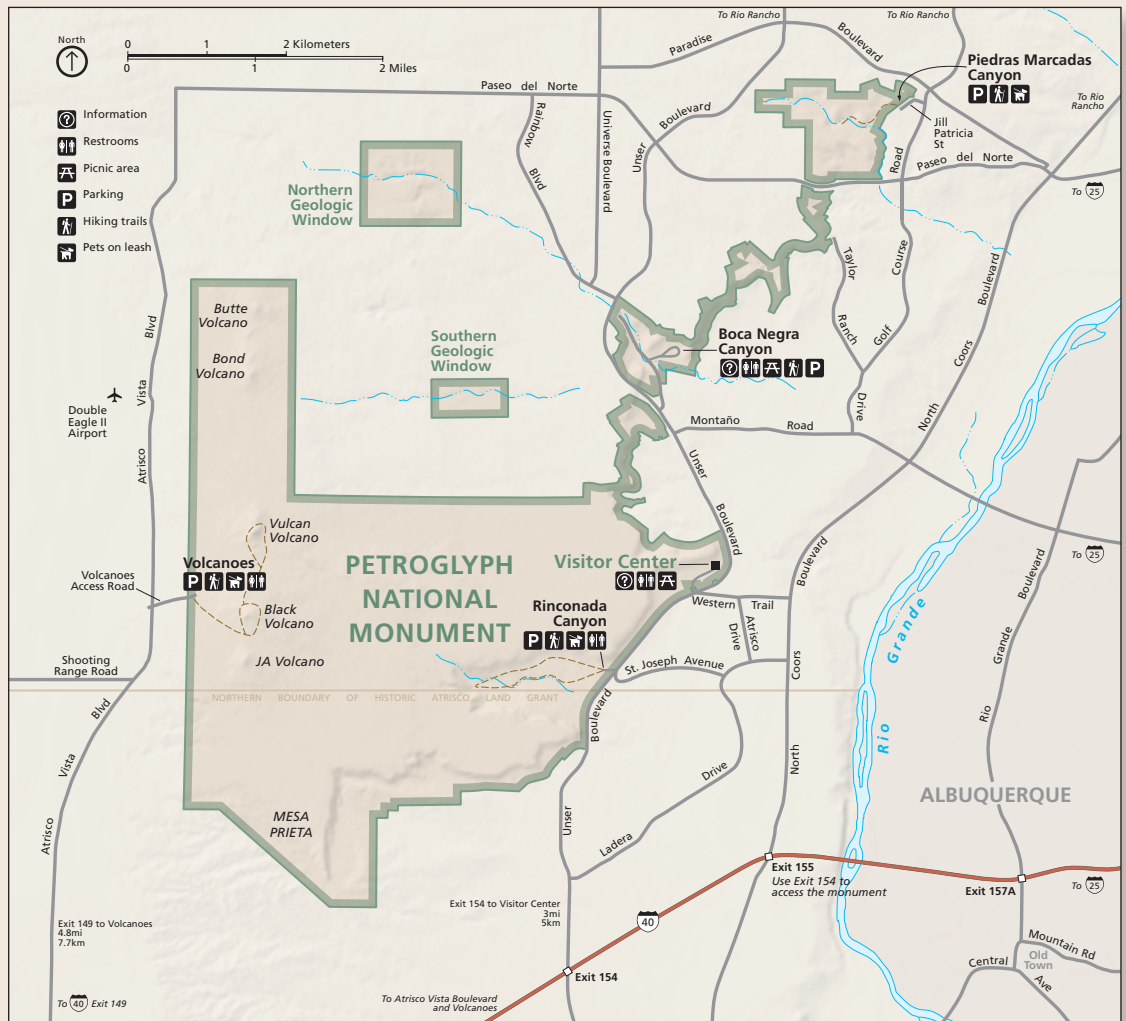 North
0 1 2 Kilometers
0 1 2 Miles
Information
Restrooms
Picnic area
P
Parking
Hiking trails
Pets on leash
To Rio Rancho
To Rio Rancho
Paradise
Boulevard
Piedras Marcadas
Canyon
P
To Rio
Rancho
Jill
Patricia
St
Paseo del Norte
Rainbow
Blvd
Universe Boulevard
Unser
Boulevard
Road
Paseo del Norte
To 25
Northern
Geologic
Window
Golf
Course
Taylor
Ranch
Drive
Coors
Boulevard
North
Butte
Volcano
Bond
Volcano
Southern
Geologic
Window
Boca Negra
Canyon
? P
Blvd
Vista
Atrisco
Double
Eagle II
Airport
Montaño Road
Unser
Boulevard
Vulcan
Volcano
Volcanoes
P
Volcanoes
Access Road
Black
Volcano
JA Volcano
PETROGLYPH
NATIONAL
MONUMENT
Visitor Center
?
Rinconada
Canyon
P
Western Trail
Atrisco
Drive
Boulevard
Coors
North
St. Joseph Avenue
To 25
Boulevard
Grande
Rio
Rio Grande
Shooting
Range Road
NORTHERN BOUNDARY OF HISTORIC ATRISCO LAND GRANT
Blvd
Vista
Atrisco
Boulevard
Unser
Ladera
Drive
MESA
PRIETA
ALBUQUERQUE
Exit 155
Use Exit 154 to
access the monument
Exit 157A
To 25
Exit 149 to Volcanoes
4.8mi
7.7km
Exit 154 to Visitor Center
3mi
5km
40
Exit 154
To 40 Exit 149
To Atrisco Vista Boulevard
and Volcanoes
Mountain Rd
Old
Town
Central
Ave